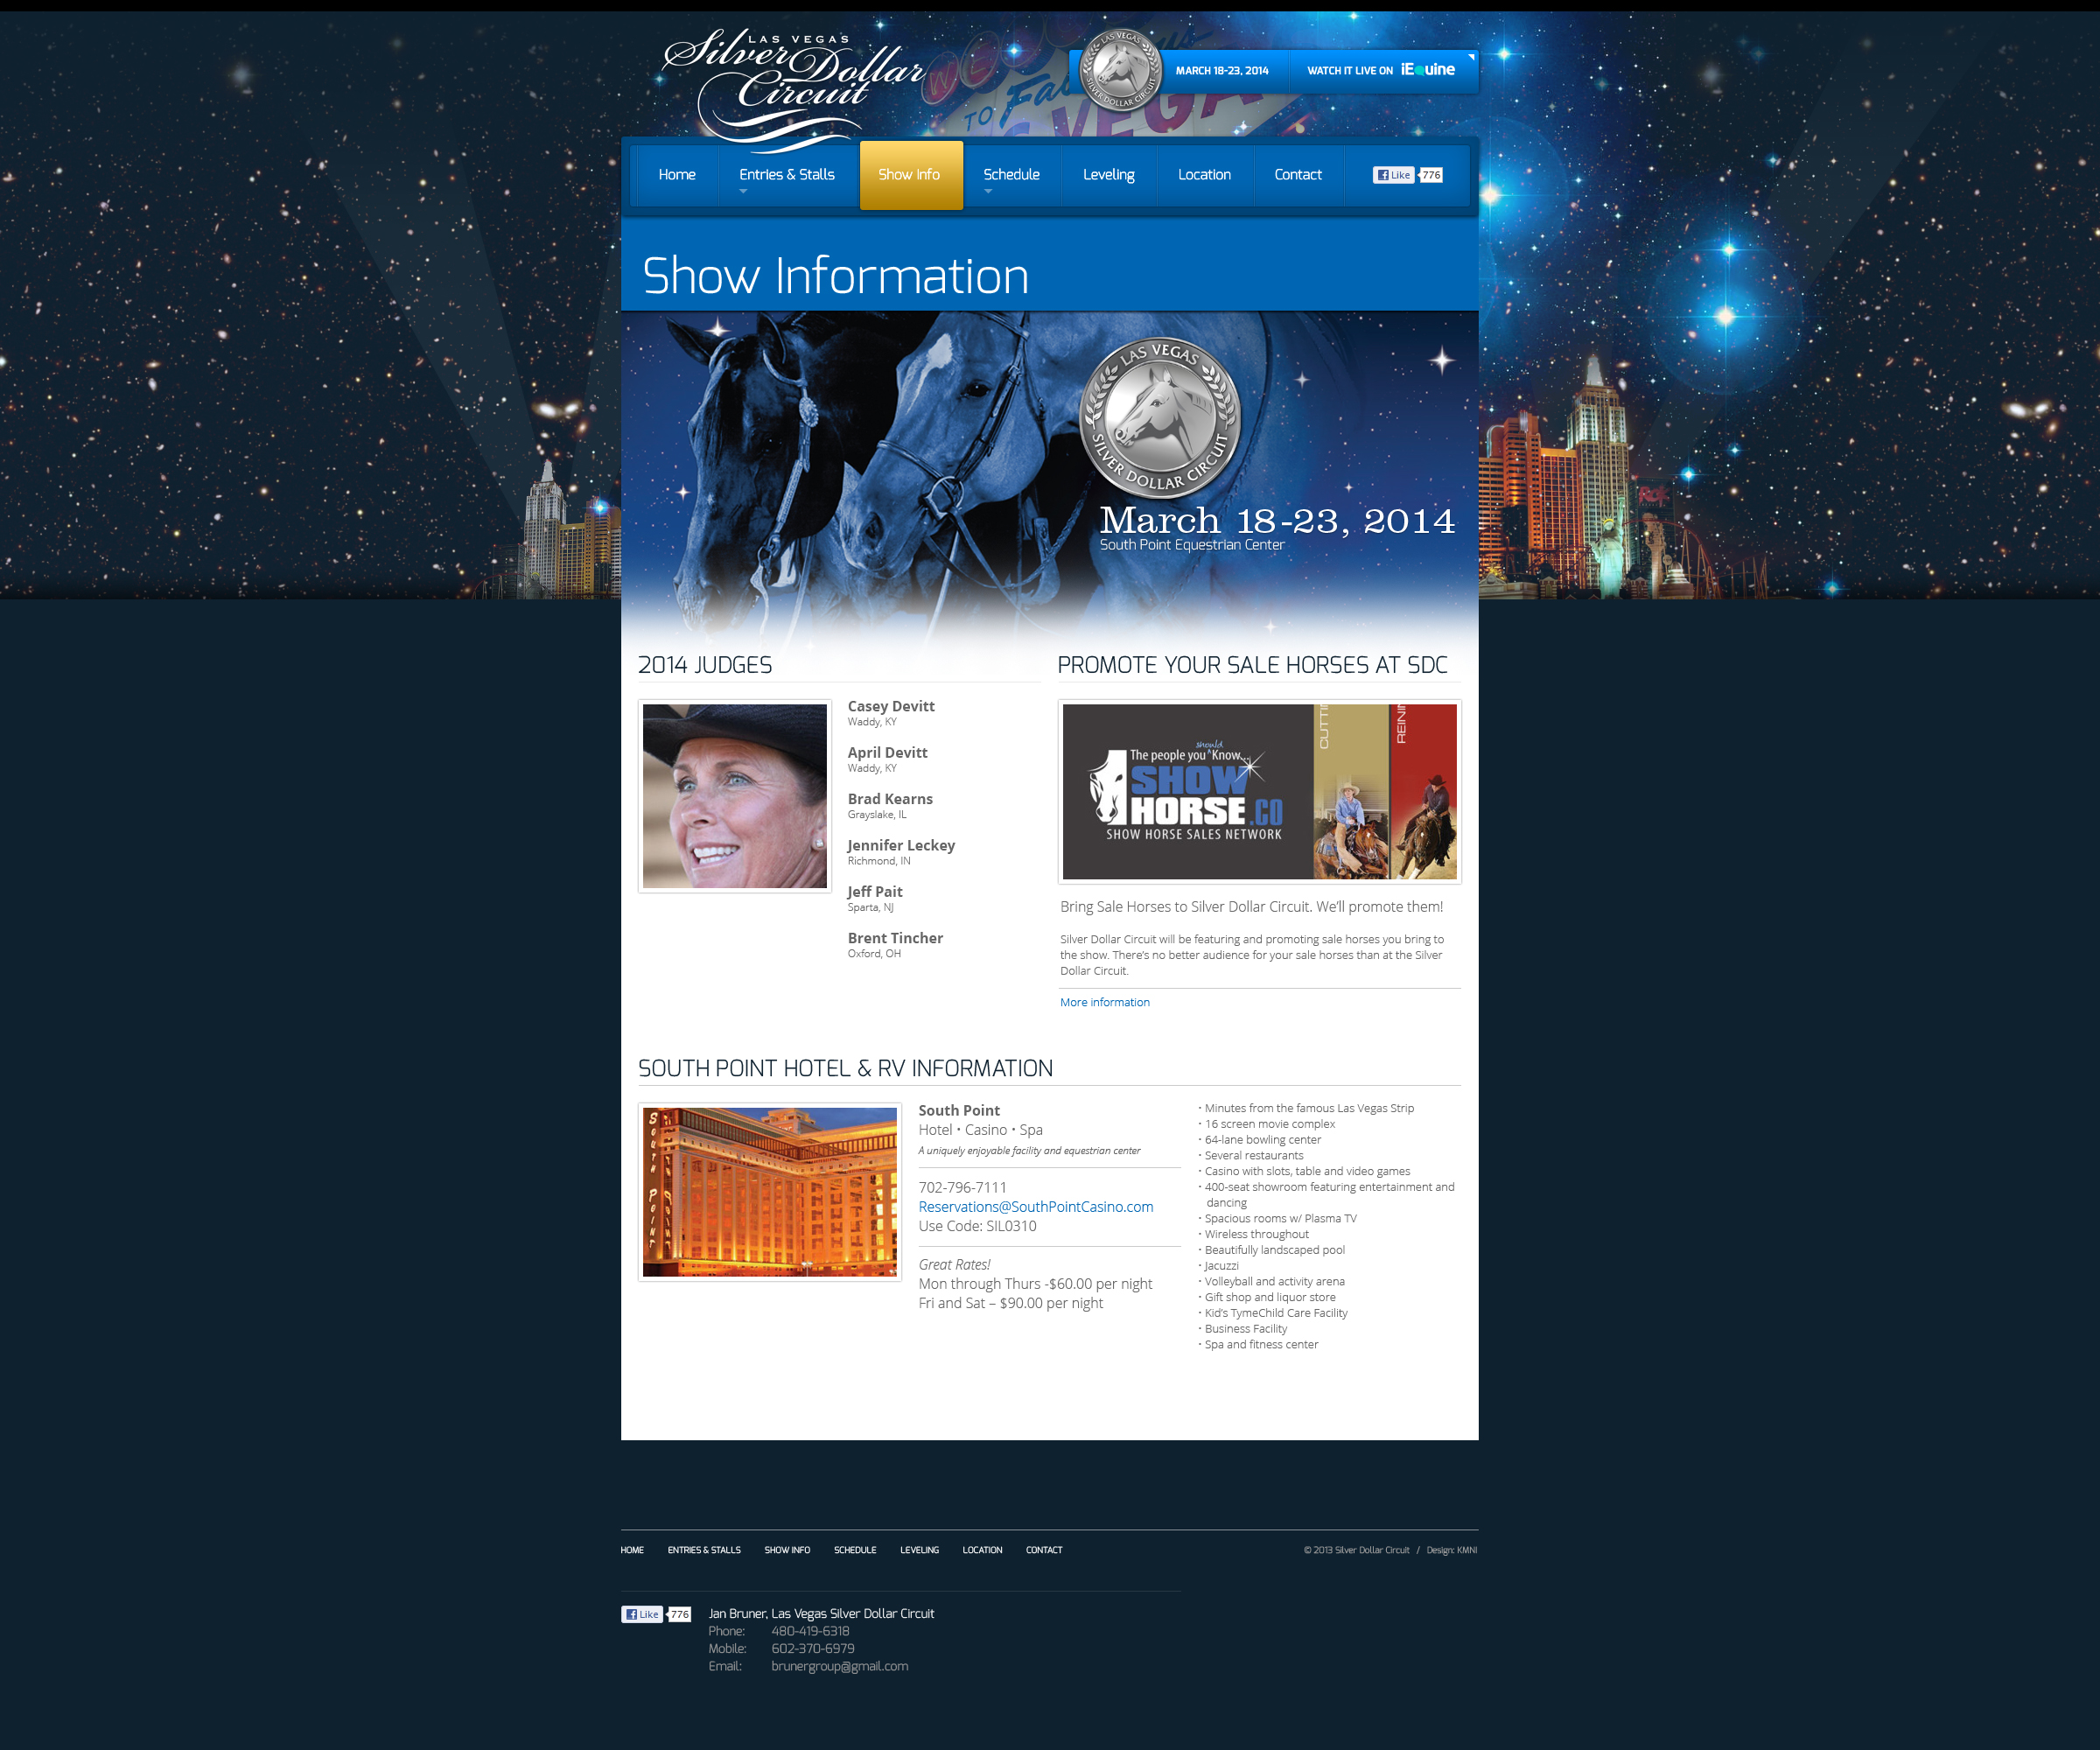 LAS VEGAS
Silver Dollar
Circuit
WELCOME
TO Fabulous
VEGAS
LAS VEGAS
SILVER DOLLAR CIRCUIT
MARCH 18-23, 2014
WATCH IT LIVE ON iEquine
Home
Entries & Stalls
Show Info
Schedule
Leveling
Location
Contact
Like 776
Show Information
LAS VEGAS
SILVER DOLLAR CIRCUIT
March 18-23, 2014
South Point Equestrian Center
2014 JUDGES
Casey Devitt
Waddy, KY
April Devitt
Waddy, KY
Brad Kearns
Grayslake, IL
Jennifer Leckey
Richmond, IN
Jeff Pait
Sparta, NJ
Brent Tincher
Oxford, OH
PROMOTE YOUR SALE HORSES AT SDC
should
The people you ^ Know...
SHOW
HORSE.CO
SHOW HORSE SALES NETWORK
CUTTI
REININ
Bring Sale Horses to Silver Dollar Circuit. We’ll promote them!
Silver Dollar Circuit will be featuring and promoting sale horses you bring to
the show. There’s no better audience for your sale horses than at the Silver
Dollar Circuit.
More information
SOUTH POINT HOTEL & RV INFORMATION
SOUTH POINT
South Point
Hotel • Casino • Spa
A uniquely enjoyable facility and equestrian center
702-796-7111
Reservations@SouthPointCasino.com
Use Code: SIL0310
Great Rates!
Mon through Thurs -$60.00 per night
Fri and Sat – $90.00 per night
• Minutes from the famous Las Vegas Strip
• 16 screen movie complex
• 64-lane bowling center
• Several restaurants
• Casino with slots, table and video games
• 400-seat showroom featuring entertainment and
dancing
• Spacious rooms w/ Plasma TV
• Wireless throughout
• Beautifully landscaped pool
• Jacuzzi
• Volleyball and activity arena
• Gift shop and liquor store
• Kid’s TymeChild Care Facility
• Business Facility
• Spa and fitness center
HOME
ENTRIES & STALLS
SHOW INFO
SCHEDULE
LEVELING
LOCATION
CONTACT
© 2013 Silver Dollar Circuit / Design: KMNI
Like 776
Jan Bruner, Las Vegas Silver Dollar Circuit
Phone: 480-419-6318
Mobile: 602-370-6979
Email: brunergroup@gmail.com